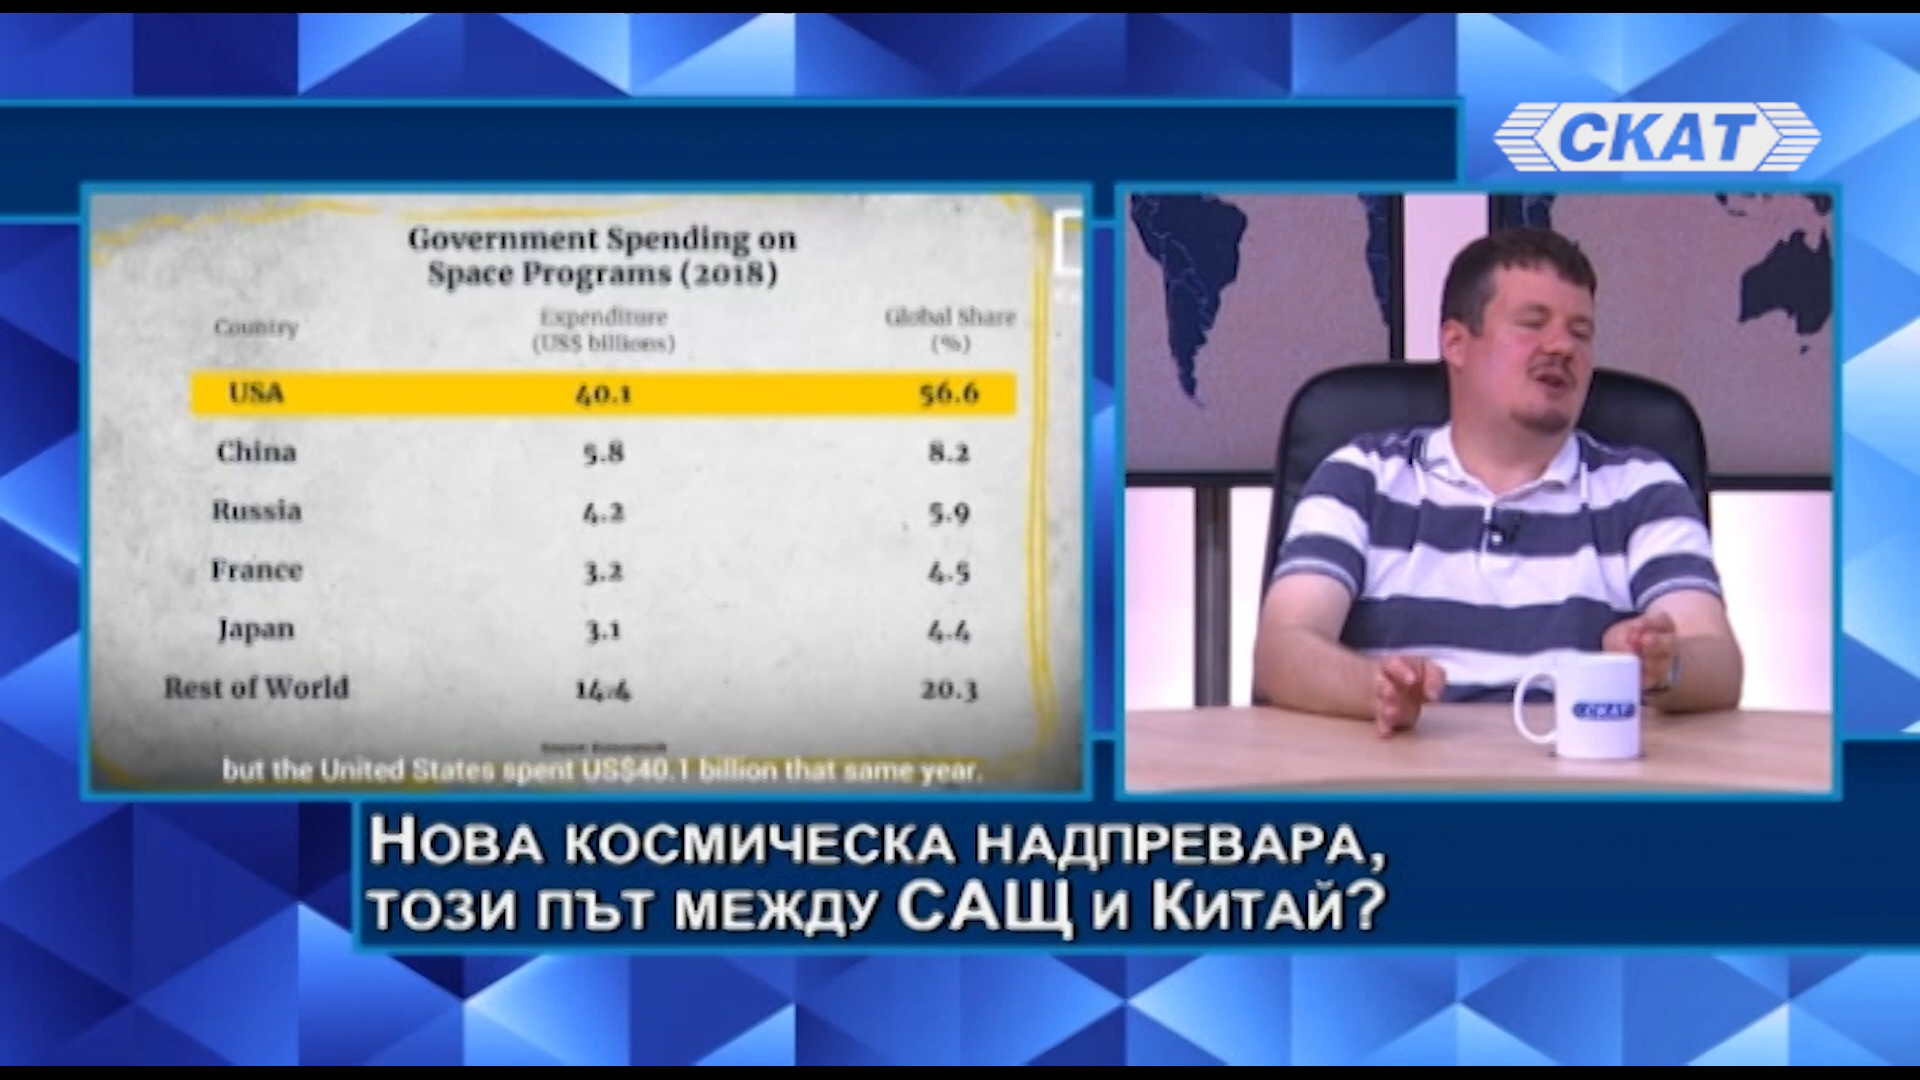 СКАТ
Government Spending on
Space Programs (2018)
Country Expenditure (US$ billions) Global Share (%)
USA 40.1 56.6
China 5.8 8.2
Russia 4.2 5.9
France 3.2 4.5
Japan 3.1 4.4
Rest of World 14.4 20.3
but the United States spent US$40.1 billion that same year.
СКАТ
НОВА КОСМИЧЕСКА НАДПРЕВАРА,
ТОЗИ ПЪТ МЕЖДУ САЩ И КИТАЙ?